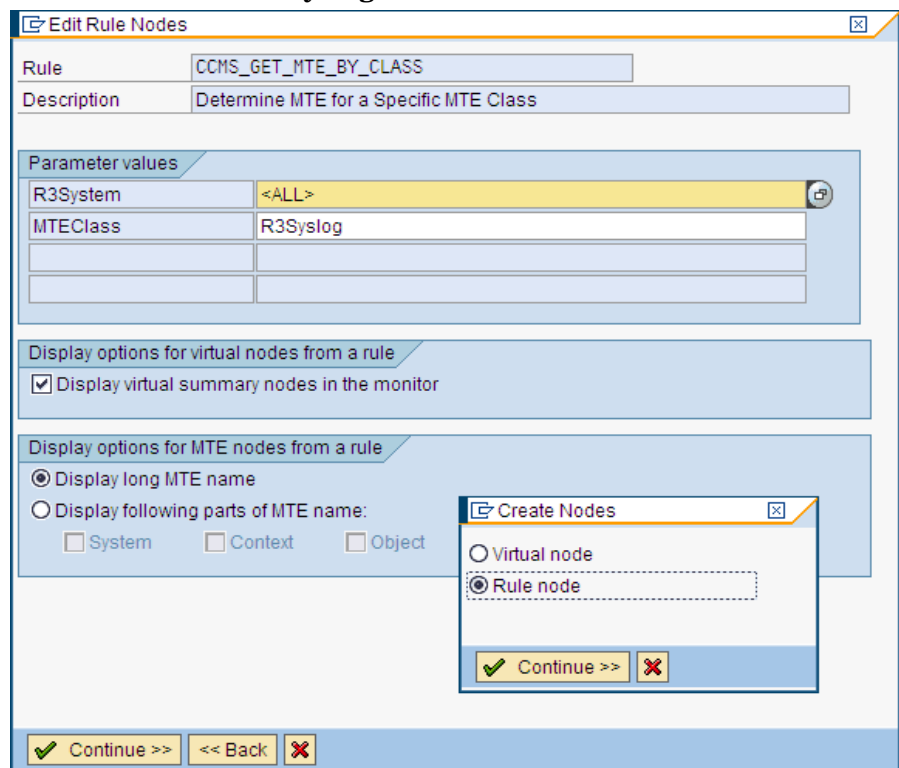 Edit Rule Nodes
Rule CCMS_GET_MTE_BY_CLASS
Description Determine MTE for a Specific MTE Class
Parameter values
R3System <ALL>
MTEClass R3Syslog
Display options for virtual nodes from a rule
Display virtual summary nodes in the monitor
Display options for MTE nodes from a rule
Display long MTE name
Display following parts of MTE name:
System Context Object
Create Nodes
Virtual node
Rule node
Continue >>
Continue >> << Back